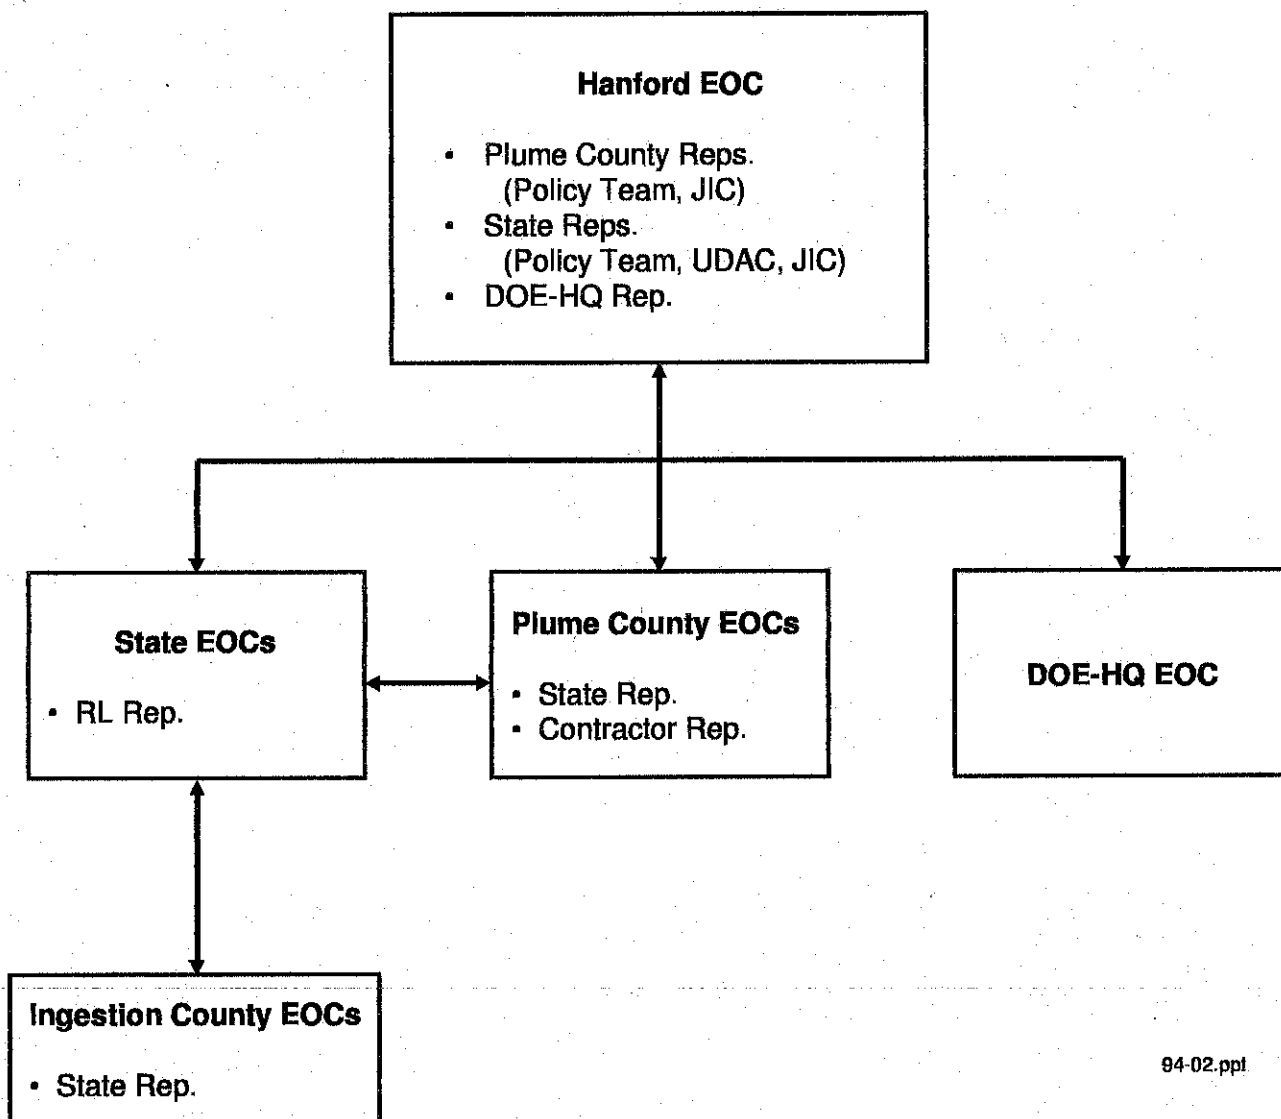 Hanford EOC
• Plume County Reps.
(Policy Team, JIC)
• State Reps.
(Policy Team, UDAC, JIC)
• DOE-HQ Rep.
State EOCs
• RL Rep.
Plume County EOCs
• State Rep.
• Contractor Rep.
DOE-HQ EOC
Ingestion County EOCs
• State Rep.
94-02.ppt